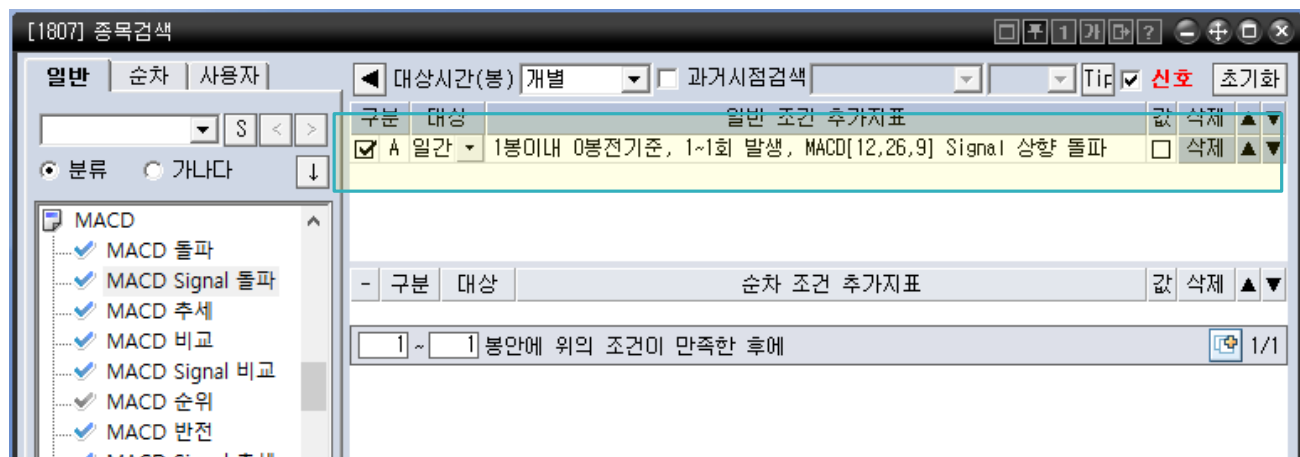 [1807] 종목검색
일반 순차 사용자
대상시간(봉) 개별 과거시점검색 Tip 신호 초기화
S < >
분류 가나다 ↓
구분 대상 일반 조건 추가지표 값 삭제 ▲ ▼
A 일간 1봉이내 0봉전기준, 1~1회 발생, MACD[12,26,9] Signal 상향 돌파 삭제 ▲ ▼
MACD
MACD 돌파
MACD Signal 돌파
MACD 추세
MACD 비교
MACD Signal 비교
MACD 순위
MACD 반전
- 구분 대상 순차 조건 추가지표 값 삭제 ▲ ▼
1 ~ 1 봉안에 위의 조건이 만족한 후에 1/1